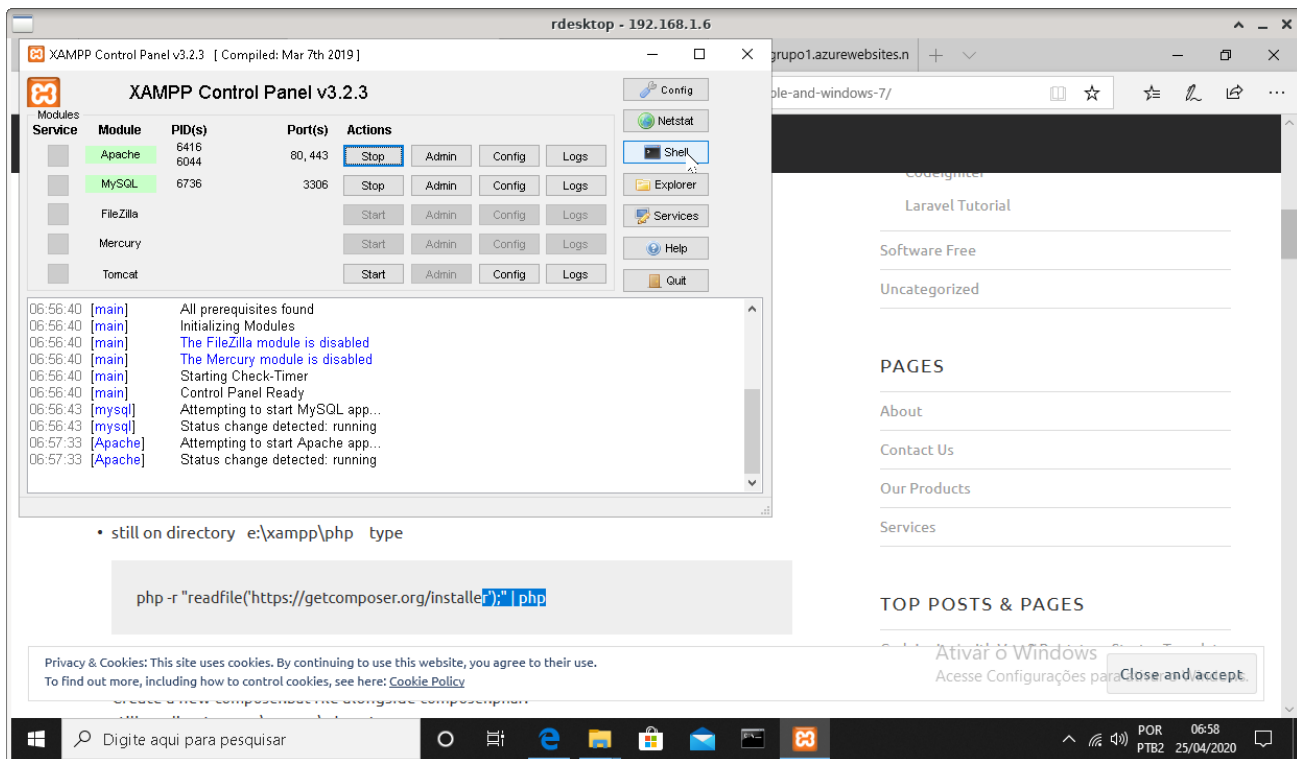 rdesktop - 192.168.1.6
XAMPP Control Panel v3.2.3 [ Compiled: Mar 7th 2019 ]
grupo1.azurewebsites.n
ple-and-windows-7/
XAMPP Control Panel v3.2.3
Modules
Service Module PID(s) Port(s) Actions
Apache 6416 6044 80, 443 Stop Admin Config Logs
MySQL 6736 3306 Stop Admin Config Logs
FileZilla Start Admin Config Logs
Mercury Start Admin Config Logs
Tomcat Start Admin Config Logs
Config
Netstat
Shell
Explorer
Services
Help
Quit
06:56:40 [main] All prerequisites found
06:56:40 [main] Initializing Modules
06:56:40 [main] The FileZilla module is disabled
06:56:40 [main] The Mercury module is disabled
06:56:40 [main] Starting Check-Timer
06:56:40 [main] Control Panel Ready
06:56:43 [mysql] Attempting to start MySQL app...
06:56:43 [mysql] Status change detected: running
06:57:33 [Apache] Attempting to start Apache app...
06:57:33 [Apache] Status change detected: running
• still on directory e:\xampp\php type
php -r "readfile('https://getcomposer.org/installer');" | php
Codeigniter
Laravel Tutorial
Software Free
Uncategorized
PAGES
About
Contact Us
Our Products
Services
TOP POSTS & PAGES
Ativar o Windows
Acesse Configurações para
Privacy & Cookies: This site uses cookies. By continuing to use this website, you agree to their use.
To find out more, including how to control cookies, see here: Cookie Policy
Close and accept
Digite aqui para pesquisar
POR
PTB2
06:58
25/04/2020